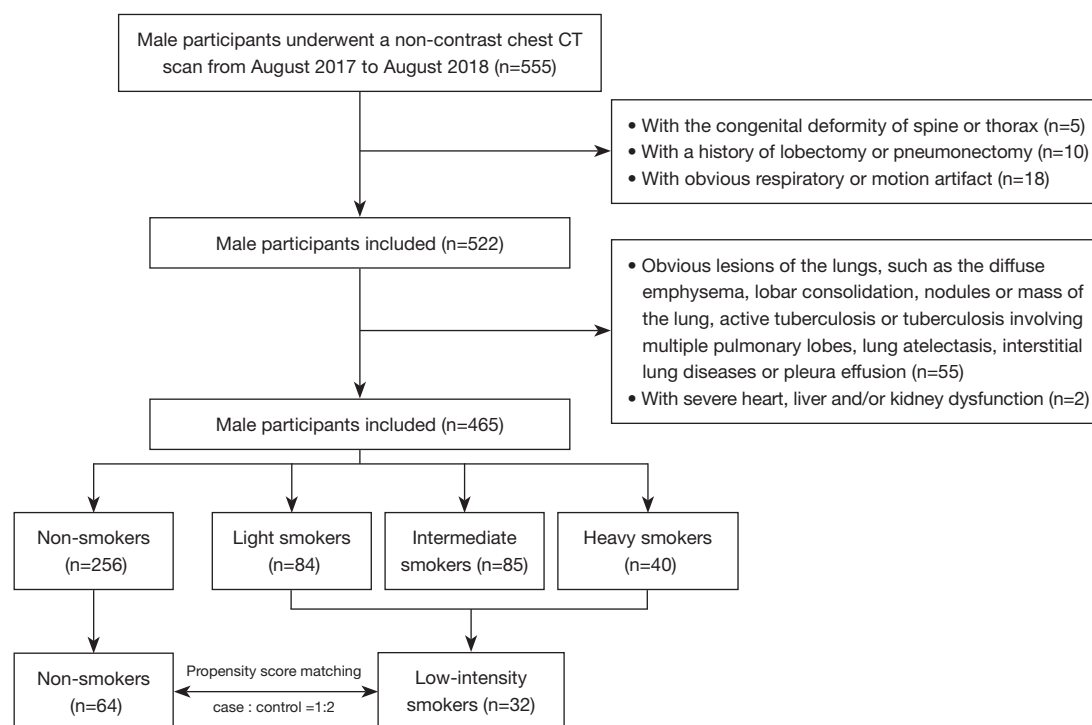 Male participants underwent a non-contrast chest CT
scan from August 2017 to August 2018 (n=555)
• With the congenital deformity of spine or thorax (n=5)
• With a history of lobectomy or pneumonectomy (n=10)
• With obvious respiratory or motion artifact (n=18)
Male participants included (n=522)
• Obvious lesions of the lungs, such as the diffuse
emphysema, lobar consolidation, nodules or mass of
the lung, active tuberculosis or tuberculosis involving
multiple pulmonary lobes, lung atelectasis, interstitial
lung diseases or pleura effusion (n=55)
• With severe heart, liver and/or kidney dysfunction (n=2)
Male participants included (n=465)
Non-smokers
(n=256)
Light smokers
(n=84)
Intermediate
smokers (n=85)
Heavy smokers
(n=40)
Non-smokers
(n=64)
Propensity score matching
case : control =1:2
Low-intensity
smokers (n=32)